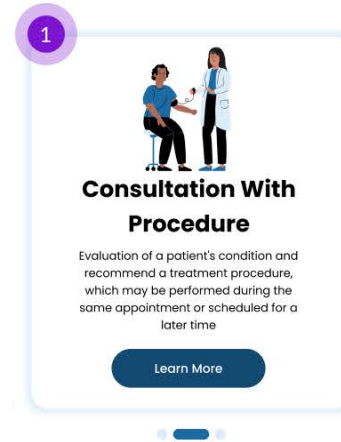 1
Consultation With
Procedure
Evaluation of a patient's condition and
recommend a treatment procedure,
which may be performed during the
same appointment or scheduled for a
later time
Learn More